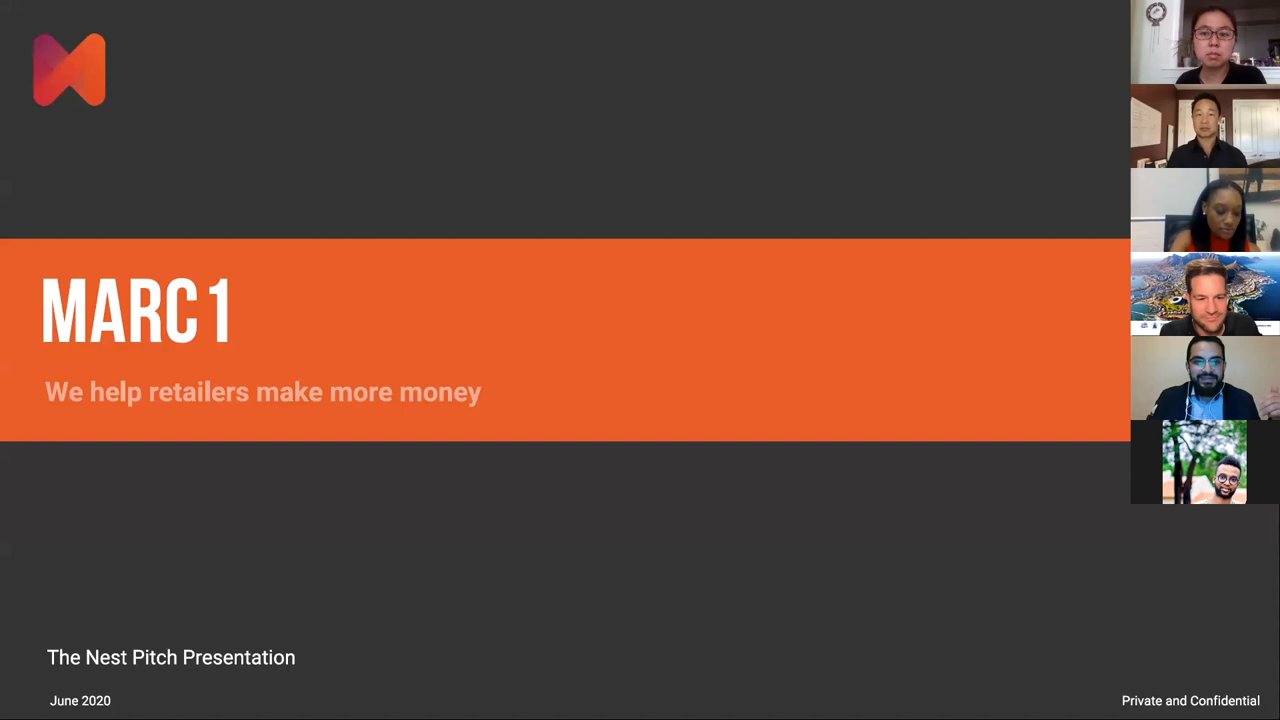 MARC1
We help retailers make more money
The Nest Pitch Presentation
June 2020
Private and Confidential